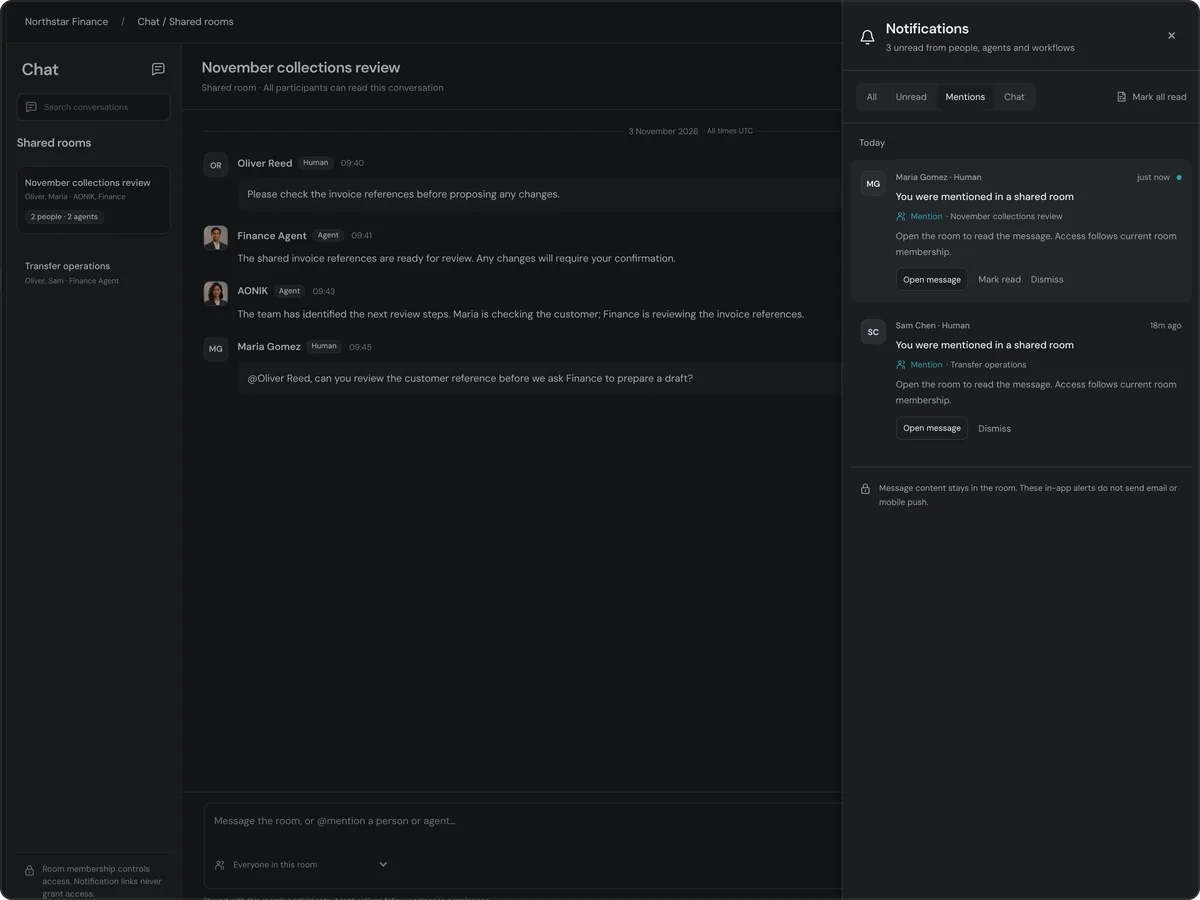 Northstar Finance / Chat / Shared rooms
Chat
Search conversations
Shared rooms
November collections review
Oliver, Maria · AONIK, Finance
2 people · 2 agents
Transfer operations
Oliver, Sam · Finance Agent
Room membership controls
access. Notification links never
grant access.
November collections review
Shared room · All participants can read this conversation
3 November 2026 · All times UTC
OR Oliver Reed Human 09:40
Please check the invoice references before proposing any changes.
Finance Agent Agent 09:41
The shared invoice references are ready for review. Any changes will require your confirmation.
AONIK Agent 09:43
The team has identified the next review steps. Maria is checking the customer; Finance is reviewing the invoice references.
MG Maria Gomez Human 09:45
@Oliver Reed, can you review the customer reference before we ask Finance to prepare a draft?
Message the room, or @mention a person or agent...
Everyone in this room
Notifications
3 unread from people, agents and workflows
All Unread Mentions Chat Mark all read
Today
MG Maria Gomez · Human just now
You were mentioned in a shared room
Mention · November collections review
Open the room to read the message. Access follows current room
membership.
Open message Mark read Dismiss
SC Sam Chen · Human 18m ago
You were mentioned in a shared room
Mention · Transfer operations
Open the room to read the message. Access follows current room
membership.
Open message Dismiss
Message content stays in the room. These in-app alerts do not send email or
mobile push.